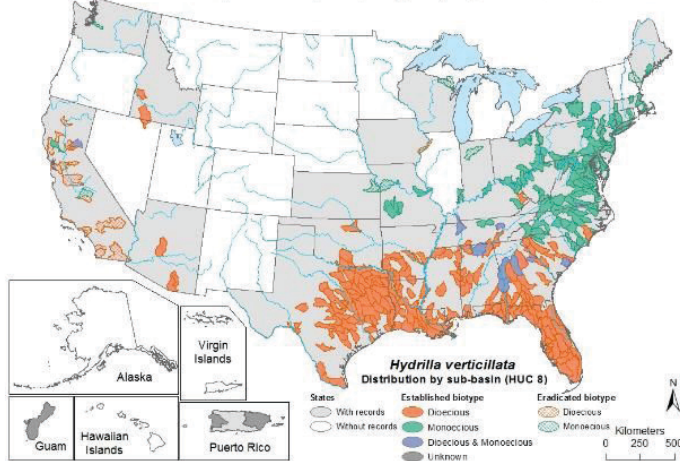 Alaska
Virgin
Islands
Guam
Hawaiian
Islands
Puerto Rico
Hydrilla verticillata
Distribution by sub-basin (HUC 8)
States
With records
Without records
Established biotype
Dioecious
Monoecious
Dioecious & Monoecious
Unknown
Eradicated biotype
Dioecious
Monoecious
N
Kilometers
0 250 500